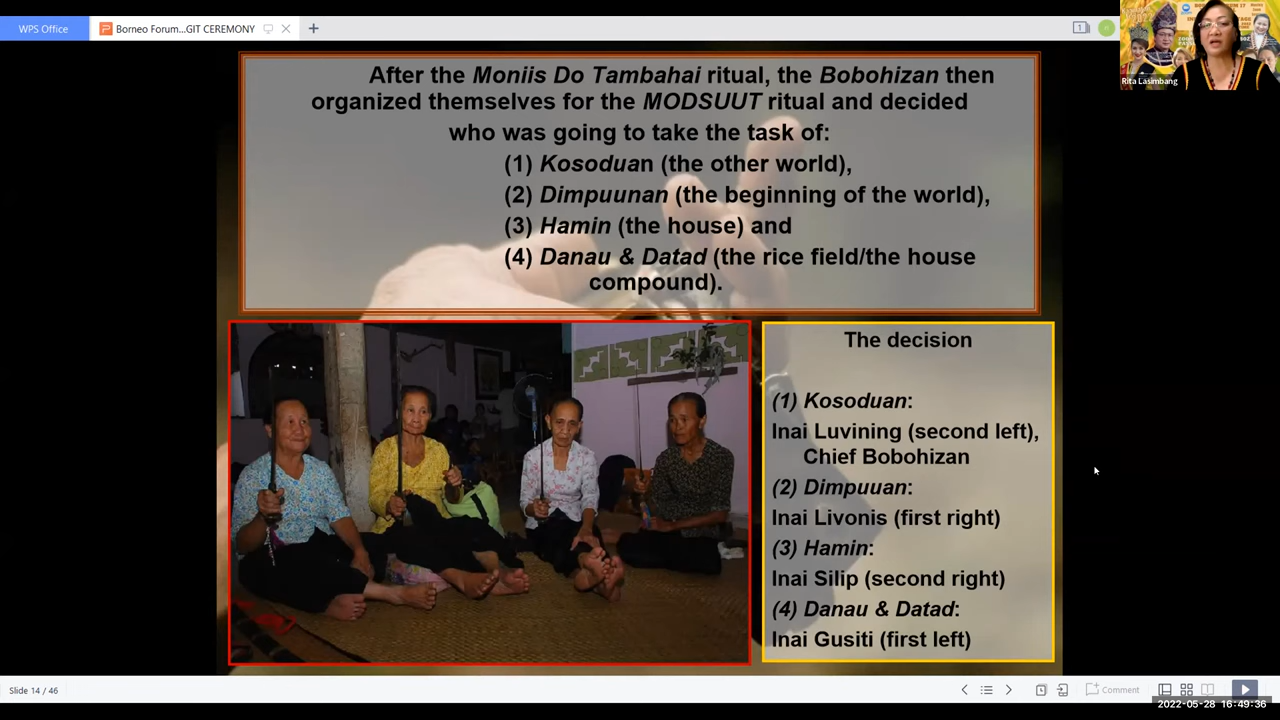 WPS Office
Borneo Forum...GIT CEREMONY
Rita Lasimbang
After the Moniis Do Tambahai ritual, the Bobohizan then
organized themselves for the MODSUUT ritual and decided
who was going to take the task of:
(1) Kosoduan (the other world),
(2) Dimpuunan (the beginning of the world),
(3) Hamin (the house) and
(4) Danau & Datad (the rice field/the house
compound).
The decision
(1) Kosoduan:
Inai Luvining (second left),
Chief Bobohizan
(2) Dimpuuan:
Inai Livonis (first right)
(3) Hamin:
Inai Silip (second right)
(4) Danau & Datad:
Inai Gusiti (first left)
Slide 14 / 46
Comment
2022-05-28 16:49:36